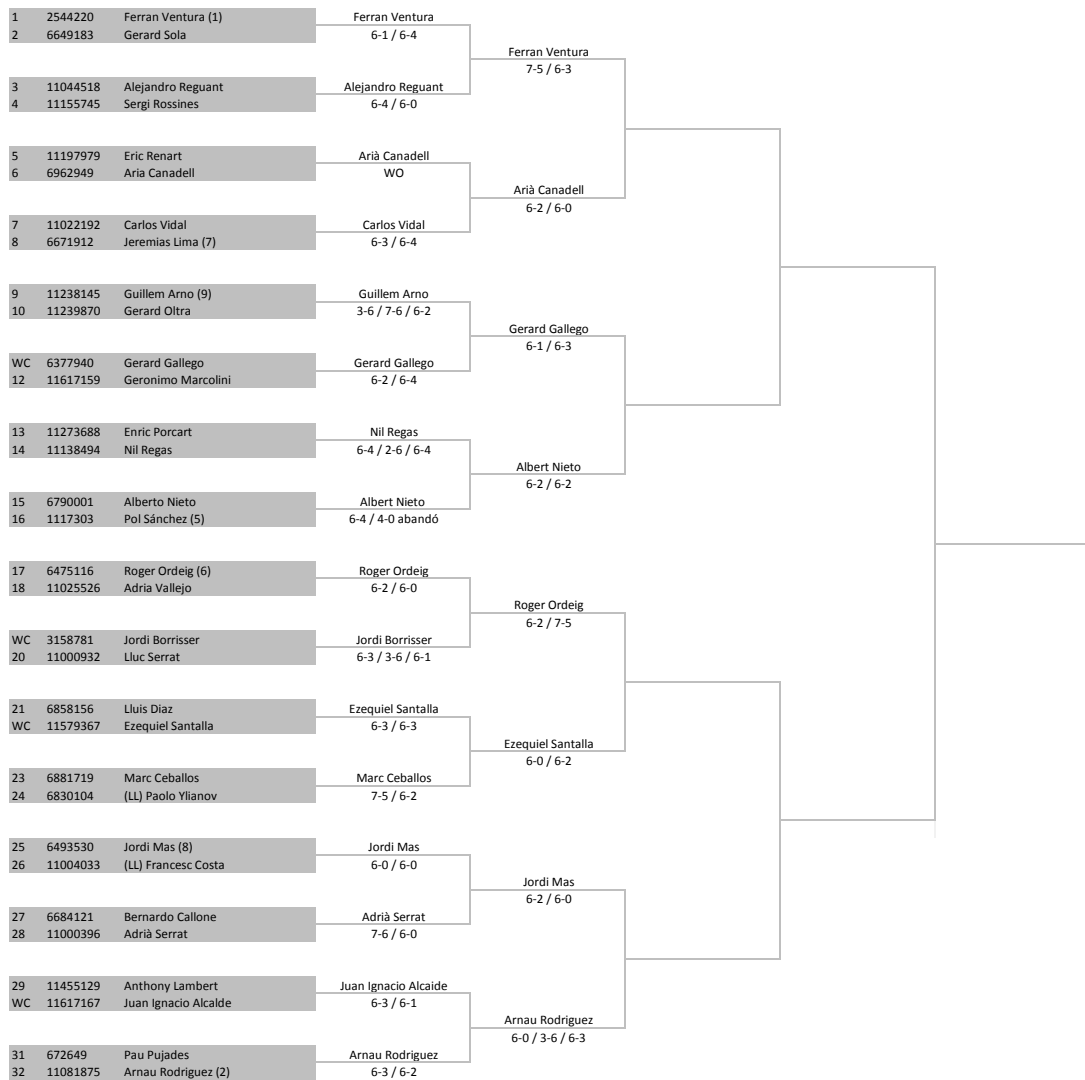 1 2544220 Ferran Ventura (1)
2 6649183 Gerard Sola
3 11044518 Alejandro Reguant
4 11155745 Sergi Rossines
5 11197979 Eric Renart
6 6962949 Aria Canadell
7 11022192 Carlos Vidal
8 6671912 Jeremias Lima (7)
9 11238145 Guillem Arno (9)
10 11239870 Gerard Oltra
WC 6377940 Gerard Gallego
12 11617159 Geronimo Marcolini
13 11273688 Enric Porcart
14 11138494 Nil Regas
15 6790001 Alberto Nieto
16 1117303 Pol Sánchez (5)
17 6475116 Roger Ordeig (6)
18 11025526 Adria Vallejo
WC 3158781 Jordi Borrisser
20 11000932 Lluc Serrat
21 6858156 Lluis Diaz
WC 11579367 Ezequiel Santalla
23 6881719 Marc Ceballos
24 6830104 (LL) Paolo Ylianov
25 6493530 Jordi Mas (8)
26 11004033 (LL) Francesc Costa
27 6684121 Bernardo Callone
28 11000396 Adrià Serrat
29 11455129 Anthony Lambert
WC 11617167 Juan Ignacio Alcalde
31 672649 Pau Pujades
32 11081875 Arnau Rodriguez (2)
Ferran Ventura
6-1 / 6-4
Alejandro Reguant
6-4 / 6-0
Arià Canadell
WO
Carlos Vidal
6-3 / 6-4
Guillem Arno
3-6 / 7-6 / 6-2
Gerard Gallego
6-2 / 6-4
Nil Regas
6-4 / 2-6 / 6-4
Albert Nieto
6-4 / 4-0 abandó
Roger Ordeig
6-2 / 6-0
Jordi Borrisser
6-3 / 3-6 / 6-1
Ezequiel Santalla
6-3 / 6-3
Marc Ceballos
7-5 / 6-2
Jordi Mas
6-0 / 6-0
Adrià Serrat
7-6 / 6-0
Juan Ignacio Alcaide
6-3 / 6-1
Arnau Rodriguez
6-3 / 6-2
Ferran Ventura
7-5 / 6-3
Arià Canadell
6-2 / 6-0
Gerard Gallego
6-1 / 6-3
Albert Nieto
6-2 / 6-2
Roger Ordeig
6-2 / 7-5
Ezequiel Santalla
6-0 / 6-2
Jordi Mas
6-2 / 6-0
Arnau Rodriguez
6-0 / 3-6 / 6-3